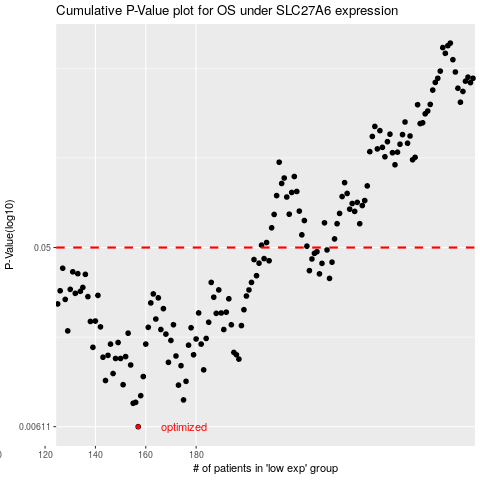 Cumulative P-Value plot for OS under SLC27A6 expression
P-Value(log10)
0.05
0.00611
optimized
0 120 140 160 180
# of patients in 'low exp' group